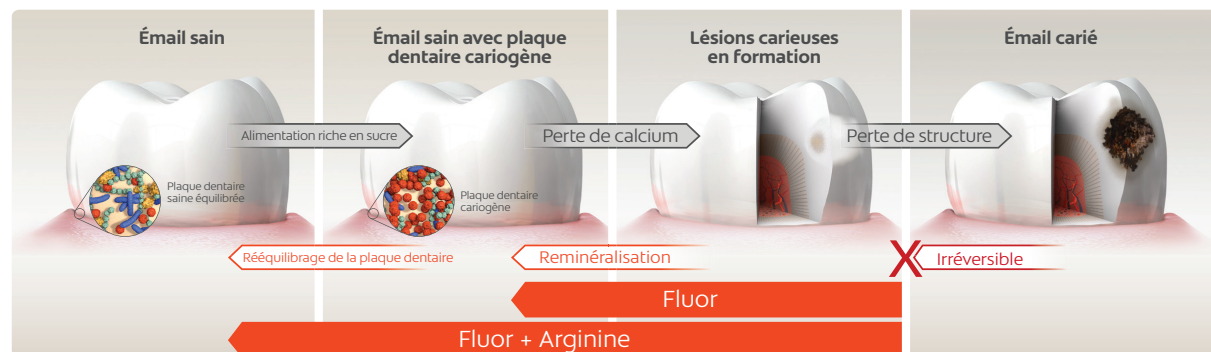 Émail sain
Émail sain avec plaque
dentaire cariogène
Lésions carieuses
en formation
Émail carié
Alimentation riche en sucre
Perte de calcium
Perte de structure
Plaque dentaire
saine équilibrée
Plaque dentaire
cariogène
Rééquilibrage de la plaque dentaire
Reminéralisation
X
Irréversible
Fluor
Fluor + Arginine